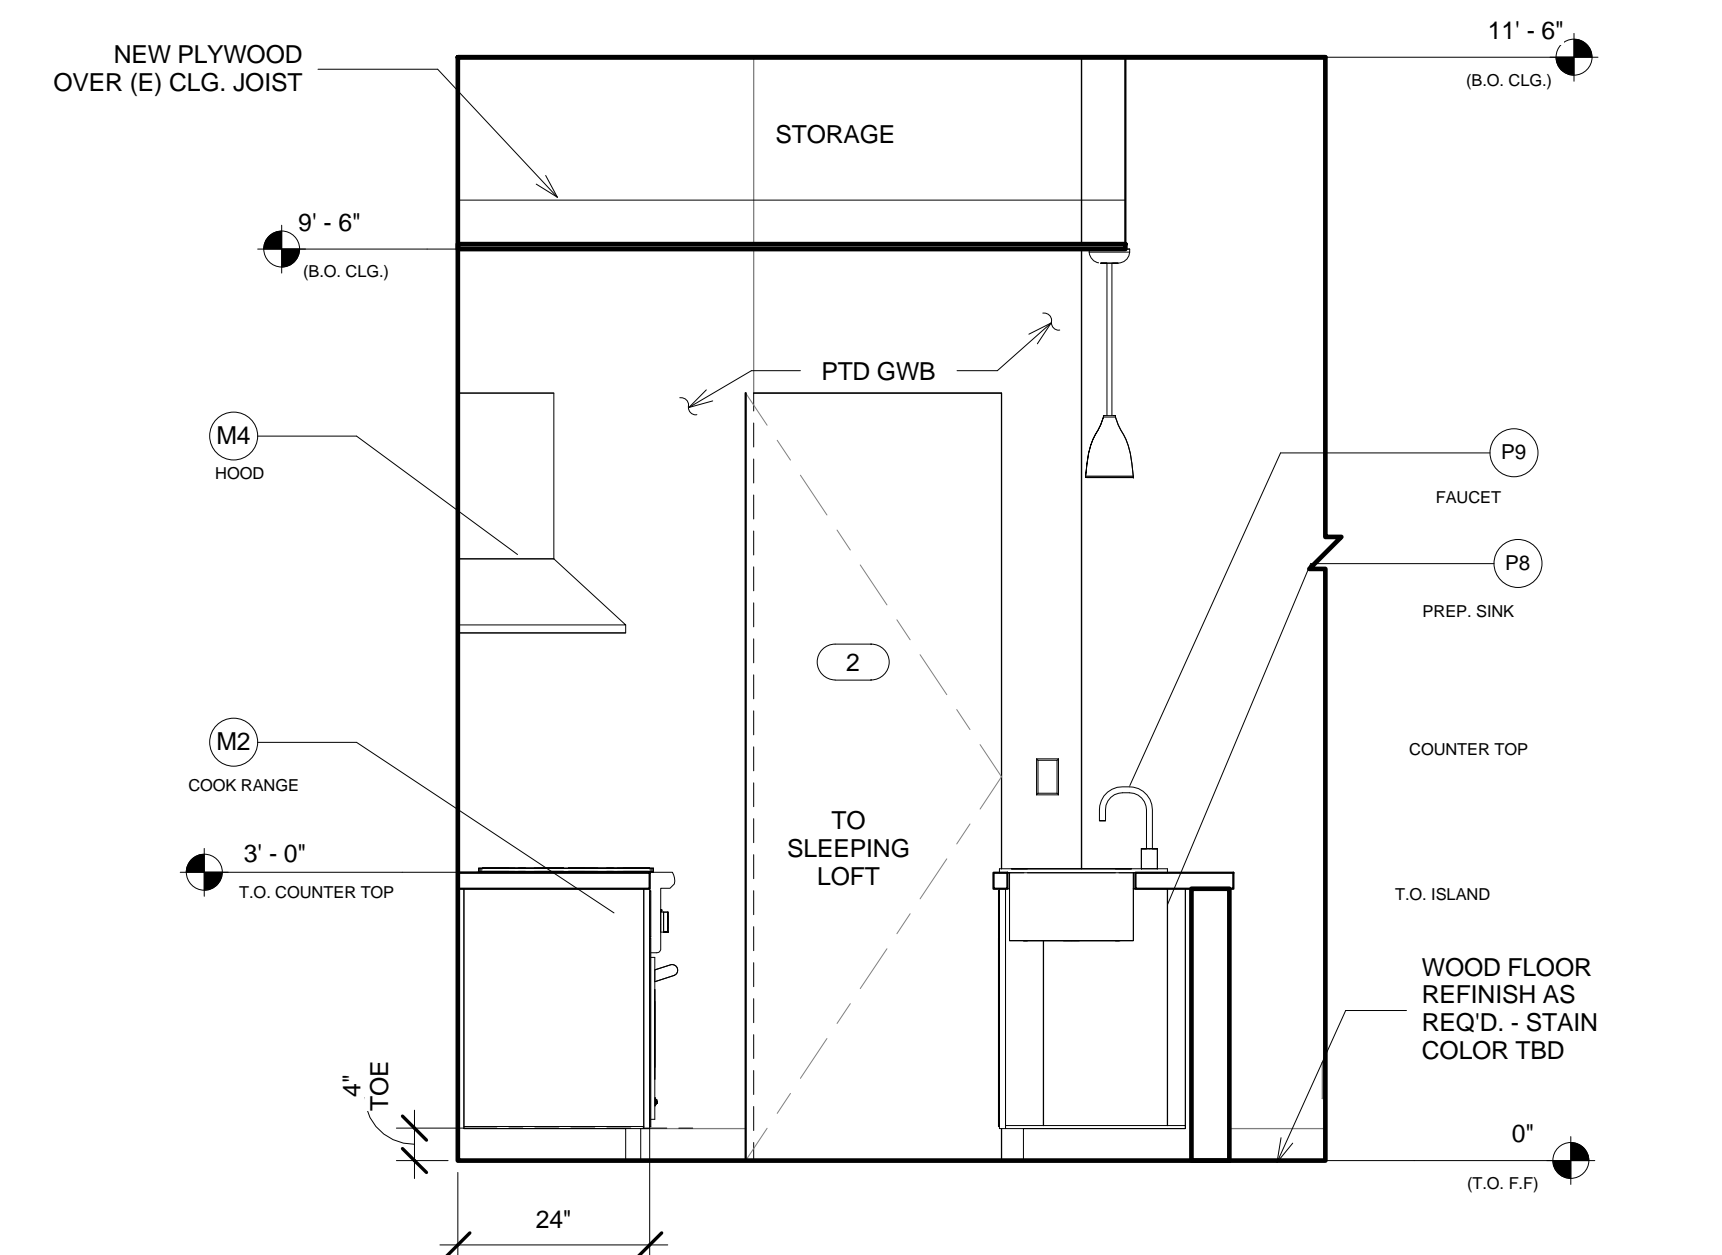 11' - 6"
(B.O. CLG.)
NEW PLYWOOD
OVER (E) CLG. JOIST
STORAGE
9' - 6"
(B.O. CLG.)
PTD GWB
M4
HOOD
P9
FAUCET
P8
PREP. SINK
2
M2
COOK RANGE
COUNTER TOP
TO
SLEEPING
LOFT
3' - 0"
T.O. COUNTER TOP
T.O. ISLAND
WOOD FLOOR
REFINISH AS
REQ'D. - STAIN
COLOR TBD
4"
TOE
0"
(T.O. F.F)
24"